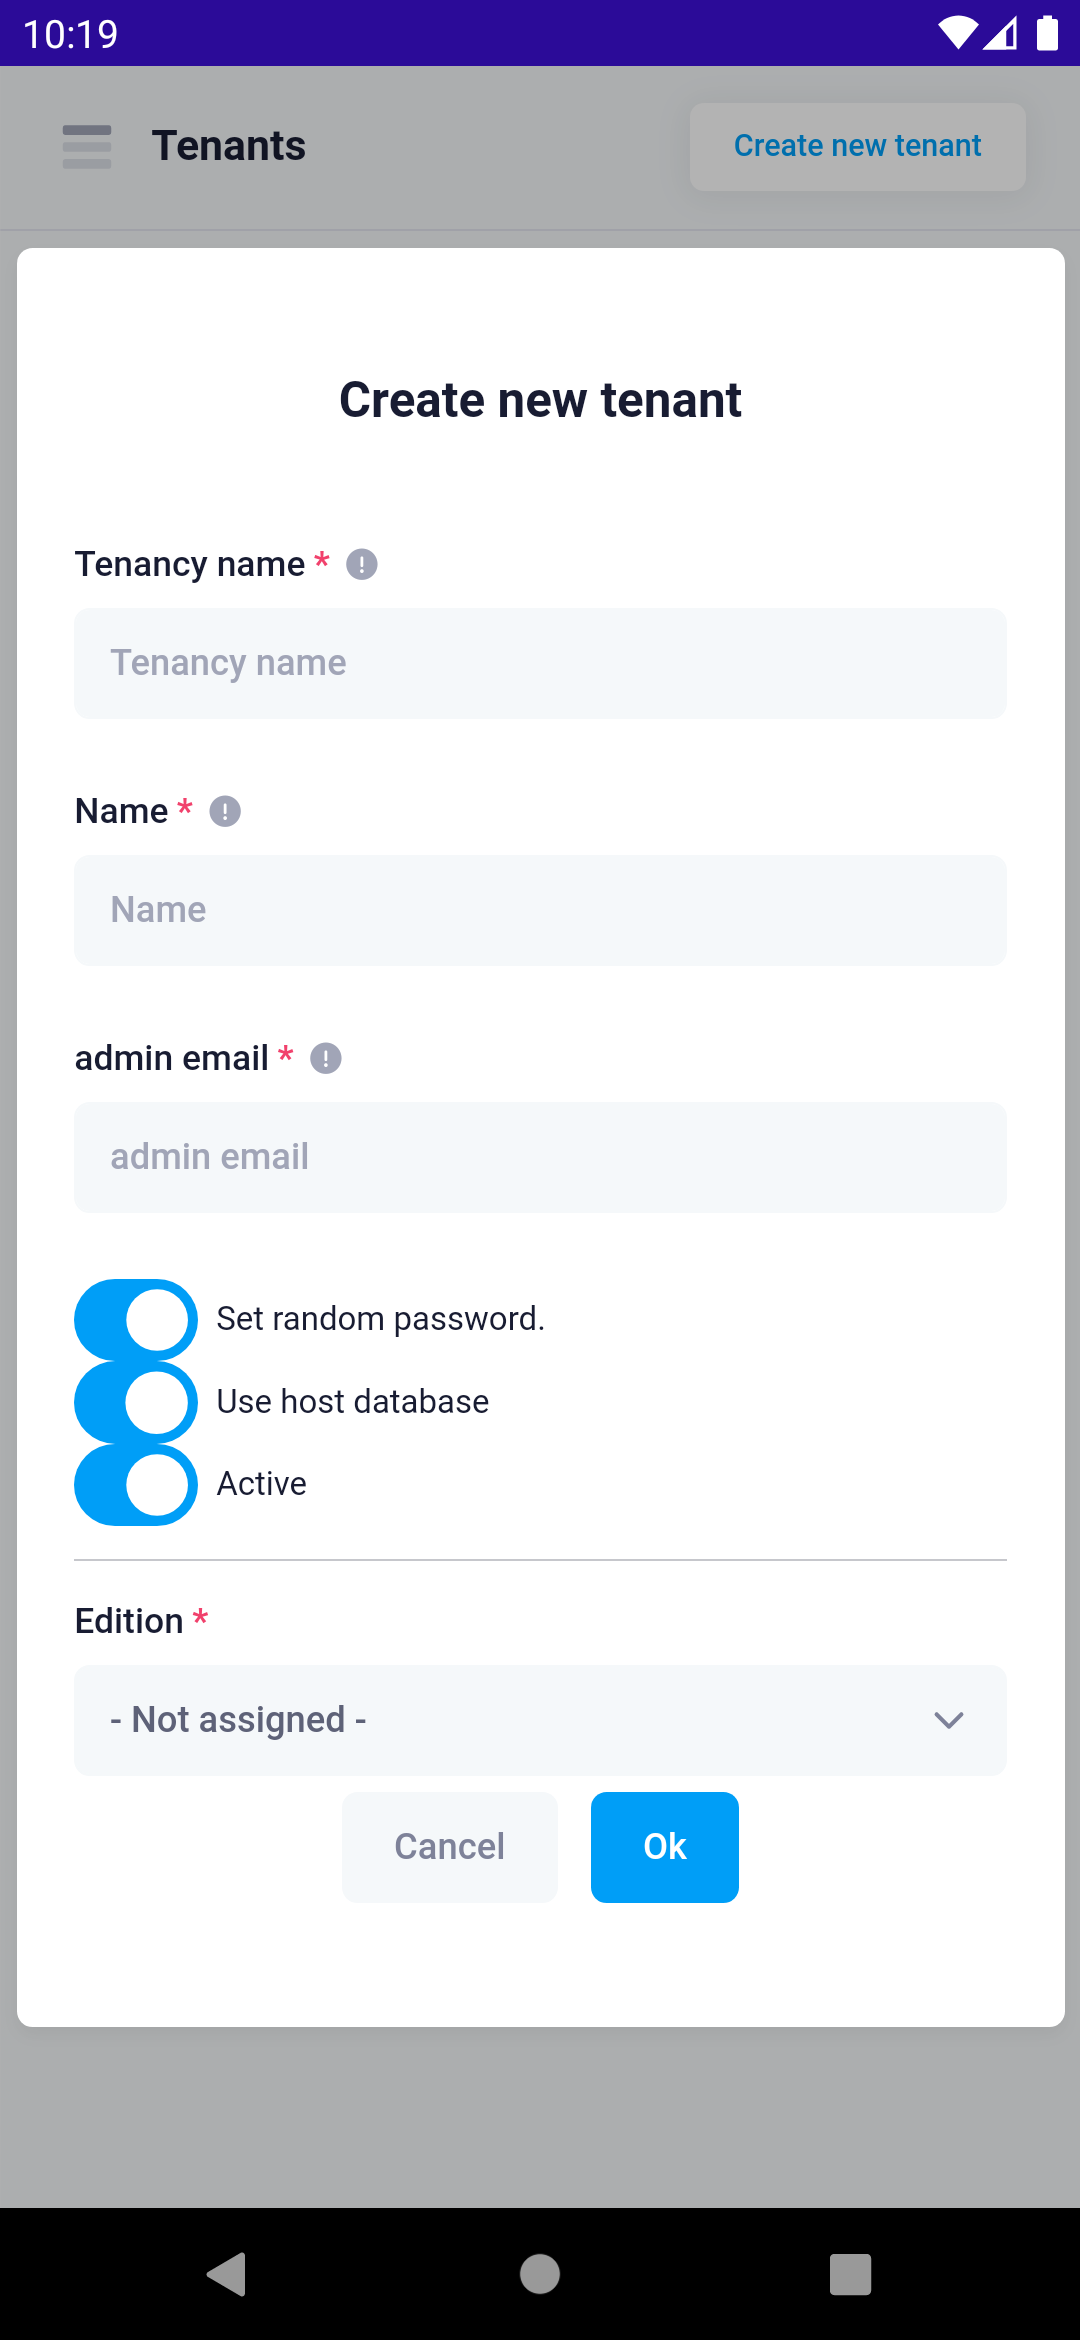 10:19
Tenants
Create new tenant
Create new tenant
Tenancy name *
Tenancy name
Name *
Name
admin email *
admin email
Set random password.
Use host database
Active
Edition *
- Not assigned -
Cancel
Ok